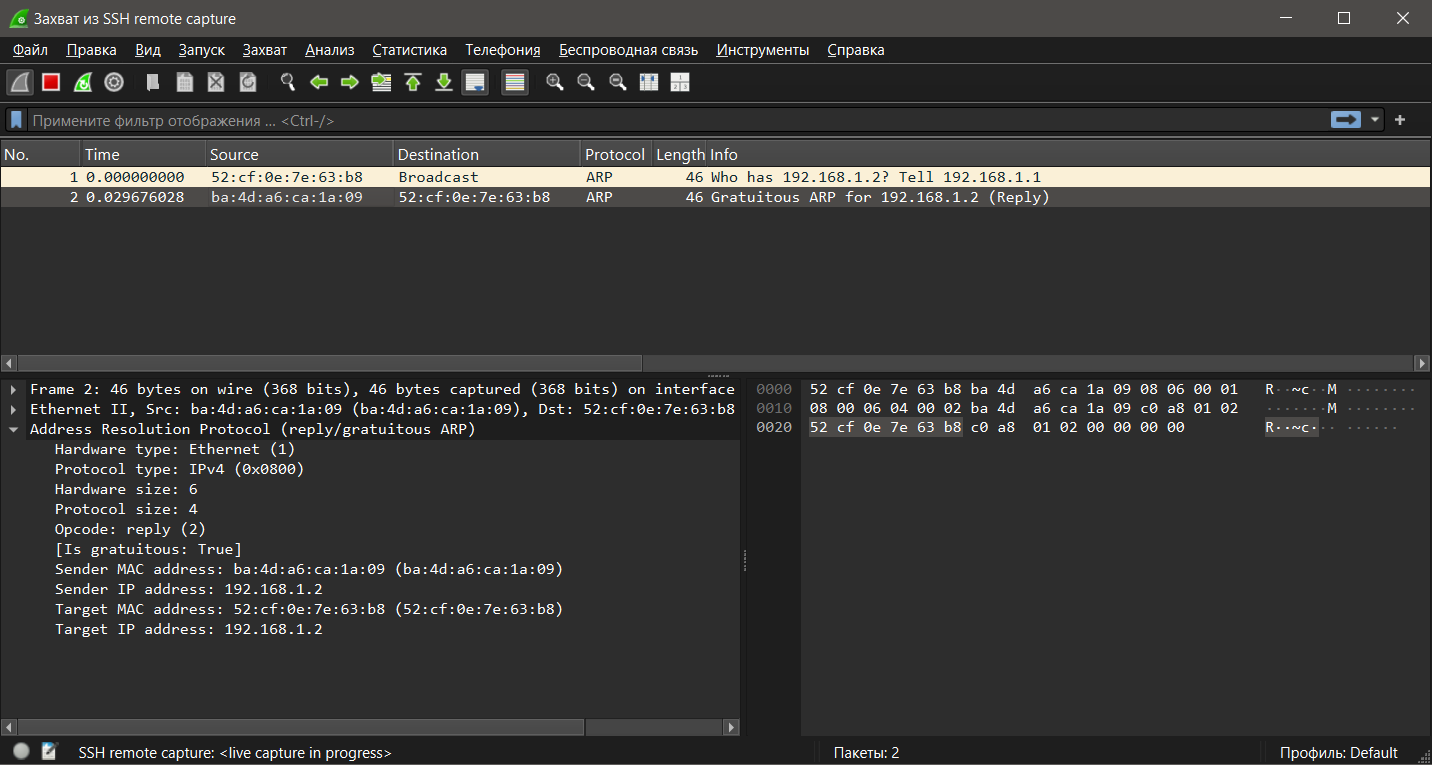 Захват из SSH remote capture
Файл Правка Вид Запуск Захват Анализ Статистика Телефония Беспроводная связь Инструменты Справка
Примените фильтр отображения ... <Ctrl-/>
No. Time Source Destination Protocol Length Info
1 0.000000000 52:cf:0e:7e:63:b8 Broadcast ARP 46 Who has 192.168.1.2? Tell 192.168.1.1
2 0.029676028 ba:4d:a6:ca:1a:09 52:cf:0e:7e:63:b8 ARP 46 Gratuitous ARP for 192.168.1.2 (Reply)
Frame 2: 46 bytes on wire (368 bits), 46 bytes captured (368 bits) on interface
Ethernet II, Src: ba:4d:a6:ca:1a:09 (ba:4d:a6:ca:1a:09), Dst: 52:cf:0e:7e:63:b8
Address Resolution Protocol (reply/gratuitous ARP)
Hardware type: Ethernet (1)
Protocol type: IPv4 (0x0800)
Hardware size: 6
Protocol size: 4
Opcode: reply (2)
[Is gratuitous: True]
Sender MAC address: ba:4d:a6:ca:1a:09 (ba:4d:a6:ca:1a:09)
Sender IP address: 192.168.1.2
Target MAC address: 52:cf:0e:7e:63:b8 (52:cf:0e:7e:63:b8)
Target IP address: 192.168.1.2
0000 52 cf 0e 7e 63 b8 ba 4d a6 ca 1a 09 08 06 00 01 R··~c··M ········
0010 08 00 06 04 00 02 ba 4d a6 ca 1a 09 c0 a8 01 02 ·······M ········
0020 52 cf 0e 7e 63 b8 c0 a8 01 02 00 00 00 00 R··~c··· ······
SSH remote capture: <live capture in progress>
Пакеты: 2
Профиль: Default